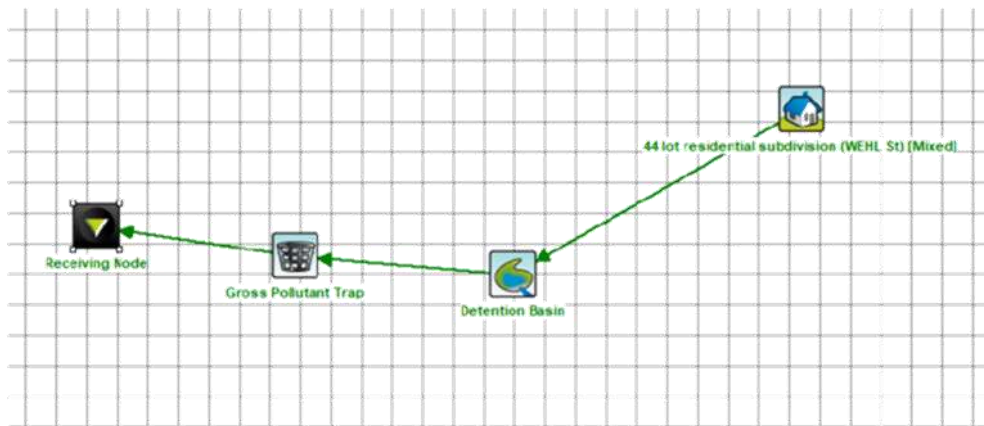 44 lot residential subdivision (WEHL St) [Mixed]
Receiving Node
Gross Pollutant Trap
Detention Basin